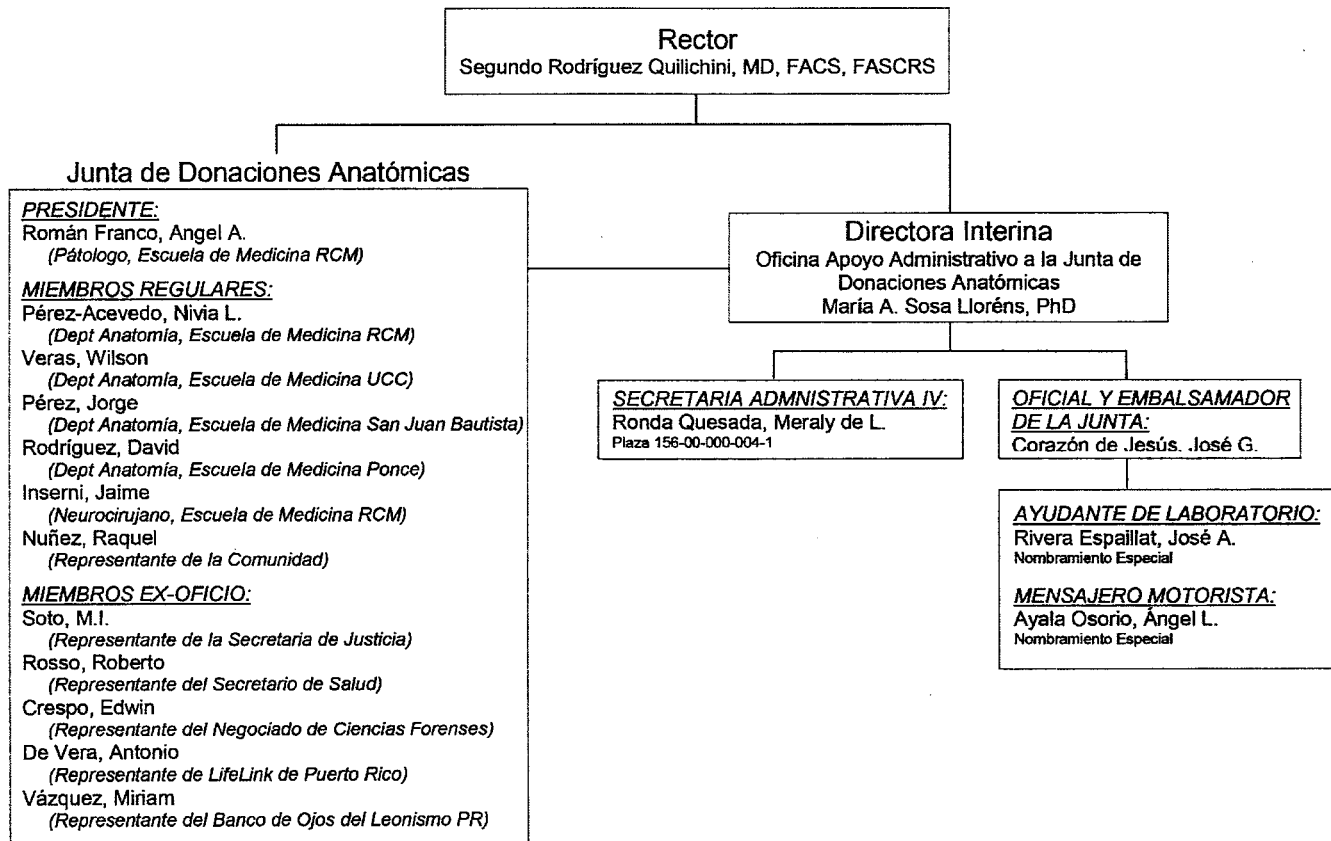 Rector
Segundo Rodríguez Quilichini, MD, FACS, FASCRS
Junta de Donaciones Anatómicas
PRESIDENTE:
Román Franco, Angel A.
(Pátologo, Escuela de Medicina RCM)
MIEMBROS REGULARES:
Pérez-Acevedo, Nivia L.
(Dept Anatomía, Escuela de Medicina RCM)
Veras, Wilson
(Dept Anatomía, Escuela de Medicina UCC)
Pérez, Jorge
(Dept Anatomía, Escuela de Medicina San Juan Bautista)
Rodríguez, David
(Dept Anatomía, Escuela de Medicina Ponce)
Inserni, Jaime
(Neurocirujano, Escuela de Medicina RCM)
Nuñez, Raquel
(Representante de la Comunidad)
MIEMBROS EX-OFICIO:
Soto, M.I.
(Representante de la Secretaria de Justicia)
Rosso, Roberto
(Representante del Secretario de Salud)
Crespo, Edwin
(Representante del Negociado de Ciencias Forenses)
De Vera, Antonio
(Representante de LifeLink de Puerto Rico)
Vázquez, Miriam
(Representante del Banco de Ojos del Leonismo PR)
Directora Interina
Oficina Apoyo Administrativo a la Junta de
Donaciones Anatómicas
María A. Sosa Lloréns, PhD
SECRETARIA ADMNISTRATIVA IV:
Ronda Quesada, Meraly de L.
Plaza 156-00-000-004-1
OFICIAL Y EMBALSAMADOR
DE LA JUNTA:
Corazón de Jesús, José G.
AYUDANTE DE LABORATORIO:
Rivera Espaillat, José A.
Nombramiento Especial
MENSAJERO MOTORISTA:
Ayala Osorio, Ángel L.
Nombramiento Especial